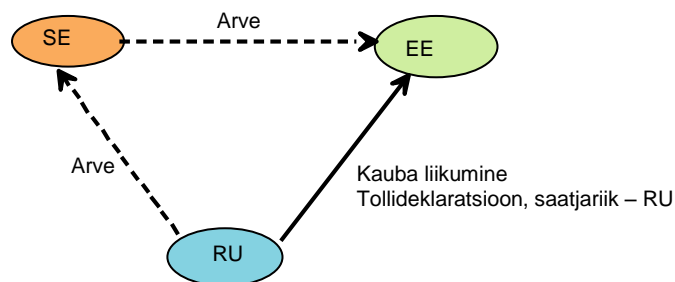 Arve
SE
EE
Arve
Kauba liikumine
Tollideklaratsioon, saatjariik – RU
RU